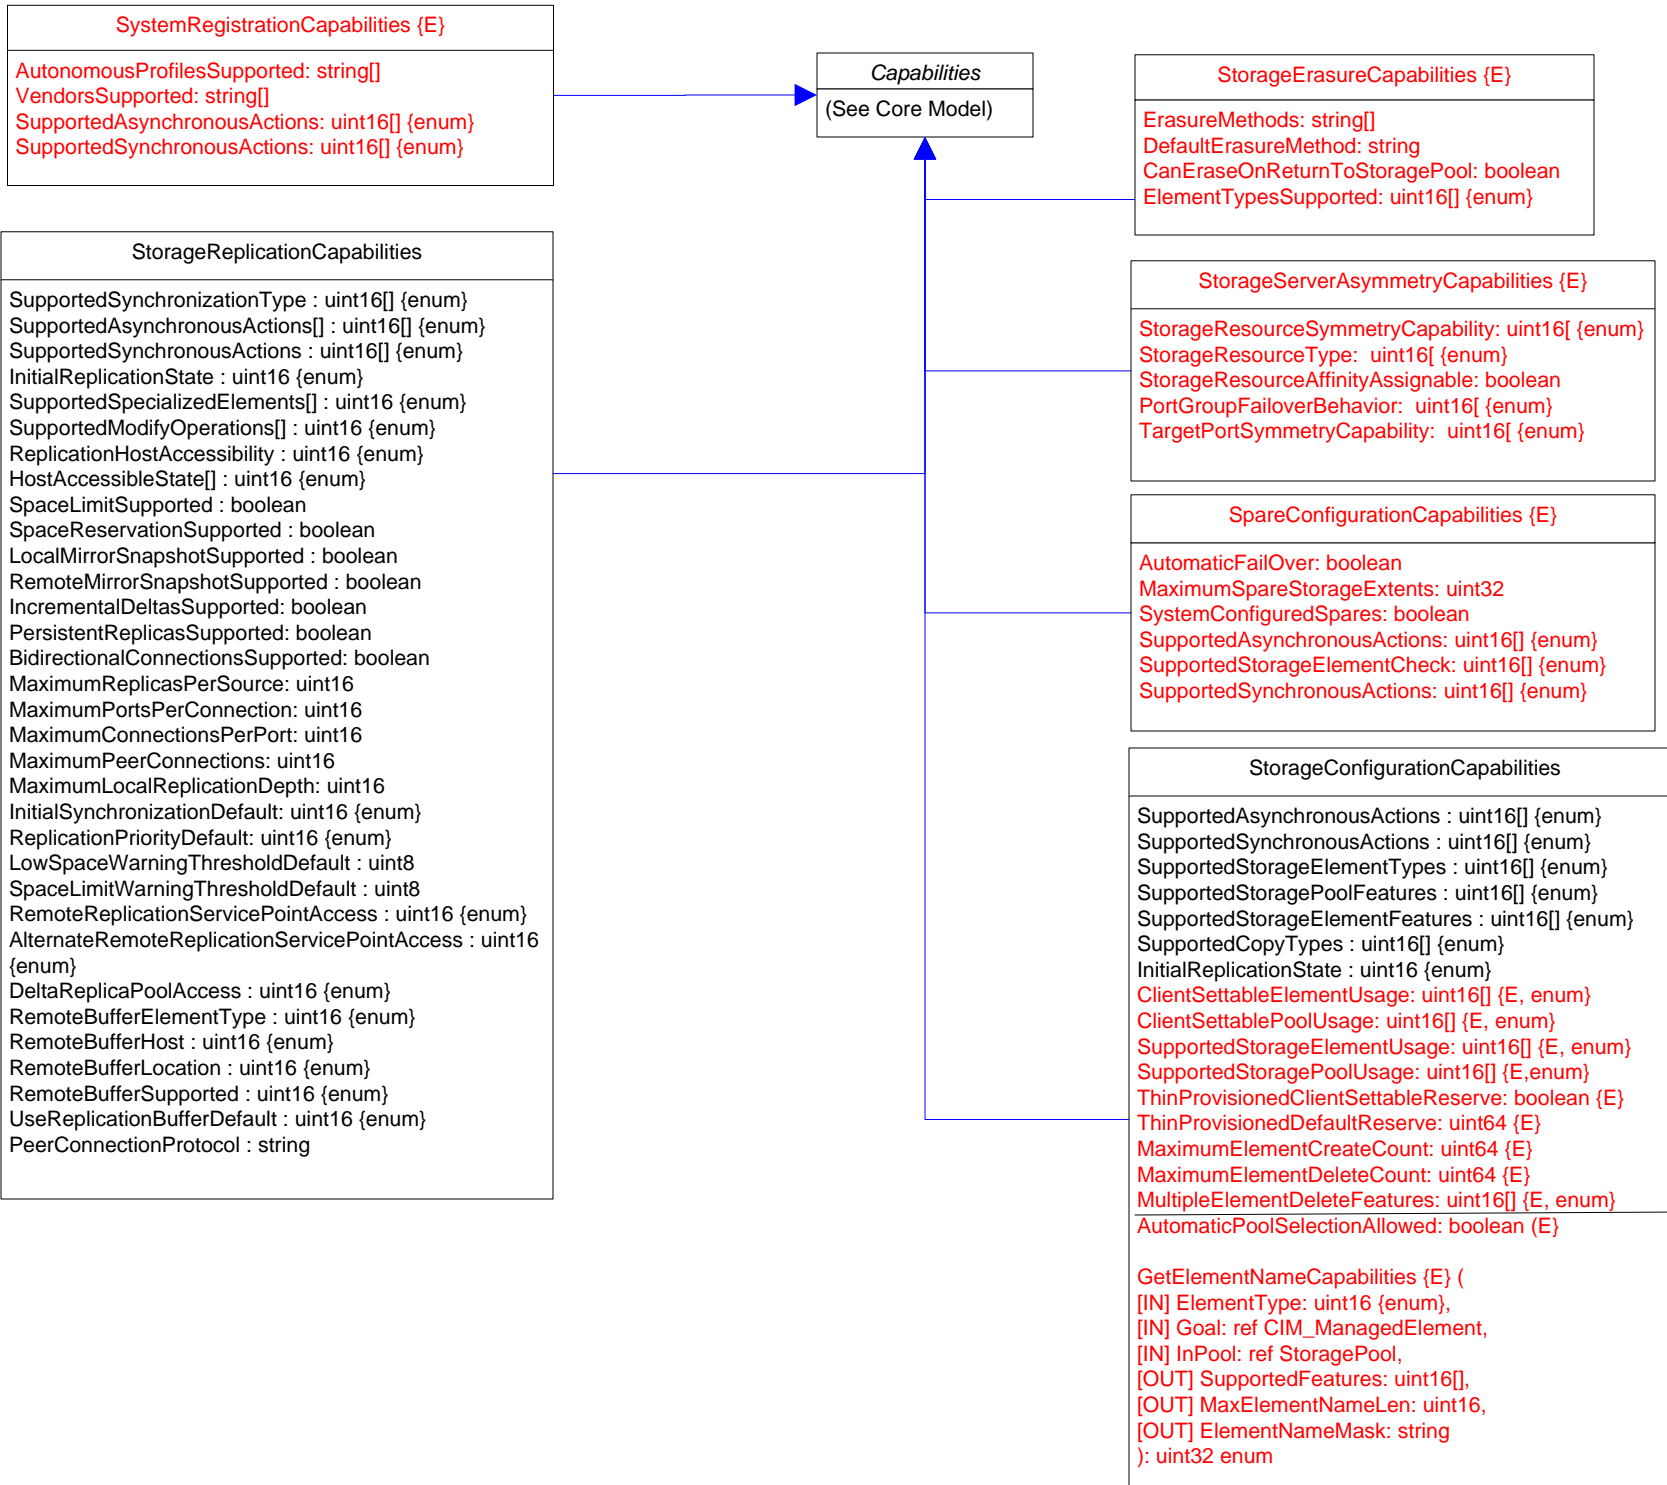 SystemRegistrationCapabilities {E}
AutonomousProfilesSupported: string[]
VendorsSupported: string[]
SupportedAsynchronousActions: uint16[] {enum}
SupportedSynchronousActions: uint16[] {enum}
Capabilities
(See Core Model)
StorageErasureCapabilities {E}
ErasureMethods: string[]
DefaultErasureMethod: string
CanEraseOnReturnToStoragePool: boolean
ElementTypesSupported: uint16[] {enum}
StorageReplicationCapabilities
SupportedSynchronizationType : uint16[] {enum}
SupportedAsynchronousActions[] : uint16[] {enum}
SupportedSynchronousActions : uint16[] {enum}
InitialReplicationState : uint16 {enum}
SupportedSpecializedElements[] : uint16 {enum}
SupportedModifyOperations[] : uint16 {enum}
ReplicationHostAccessibility : uint16 {enum}
HostAccessibleState[] : uint16 {enum}
SpaceLimitSupported : boolean
SpaceReservationSupported : boolean
LocalMirrorSnapshotSupported : boolean
RemoteMirrorSnapshotSupported : boolean
IncrementalDeltasSupported: boolean
PersistentReplicasSupported: boolean
BidirectionalConnectionsSupported: boolean
MaximumReplicasPerSource: uint16
MaximumPortsPerConnection: uint16
MaximumConnectionsPerPort: uint16
MaximumPeerConnections: uint16
MaximumLocalReplicationDepth: uint16
InitialSynchronizationDefault: uint16 {enum}
ReplicationPriorityDefault: uint16 {enum}
LowSpaceWarningThresholdDefault : uint8
SpaceLimitWarningThresholdDefault : uint8
RemoteReplicationServicePointAccess : uint16 {enum}
AlternateRemoteReplicationServicePointAccess : uint16
{enum}
DeltaReplicaPoolAccess : uint16 {enum}
RemoteBufferElementType : uint16 {enum}
RemoteBufferHost : uint16 {enum}
RemoteBufferLocation : uint16 {enum}
RemoteBufferSupported : uint16 {enum}
UseReplicationBufferDefault : uint16 {enum}
PeerConnectionProtocol : string
StorageServerAsymmetryCapabilities {E}
StorageResourceSymmetryCapability: uint16[ {enum}
StorageResourceType:  uint16[ {enum}
StorageResourceAffinityAssignable: boolean
PortGroupFailoverBehavior:  uint16[ {enum}
TargetPortSymmetryCapability:  uint16[ {enum}
SpareConfigurationCapabilities {E}
AutomaticFailOver: boolean
MaximumSpareStorageExtents: uint32
SystemConfiguredSpares: boolean
SupportedAsynchronousActions: uint16[] {enum}
SupportedStorageElementCheck: uint16[] {enum}
SupportedSynchronousActions: uint16[] {enum}
StorageConfigurationCapabilities
SupportedAsynchronousActions : uint16[] {enum}
SupportedSynchronousActions : uint16[] {enum}
SupportedStorageElementTypes : uint16[] {enum}
SupportedStoragePoolFeatures : uint16[] {enum}
SupportedStorageElementFeatures : uint16[] {enum}
SupportedCopyTypes : uint16[] {enum}
InitialReplicationState : uint16 {enum}
ClientSettableElementUsage: uint16[] {E, enum}
ClientSettablePoolUsage: uint16[] {E, enum}
SupportedStorageElementUsage: uint16[] {E, enum}
SupportedStoragePoolUsage: uint16[] {E,enum}
ThinProvisionedClientSettableReserve: boolean {E}
ThinProvisionedDefaultReserve: uint64 {E}
MaximumElementCreateCount: uint64 {E}
MaximumElementDeleteCount: uint64 {E}
MultipleElementDeleteFeatures: uint16[] {E, enum}
AutomaticPoolSelectionAllowed: boolean (E}
GetElementNameCapabilities {E} (
[IN] ElementType: uint16 {enum},
[IN] Goal: ref CIM_ManagedElement,
[IN] InPool: ref StoragePool,
[OUT] SupportedFeatures: uint16[],
[OUT] MaxElementNameLen: uint16,
[OUT] ElementNameMask: string
): uint32 enum